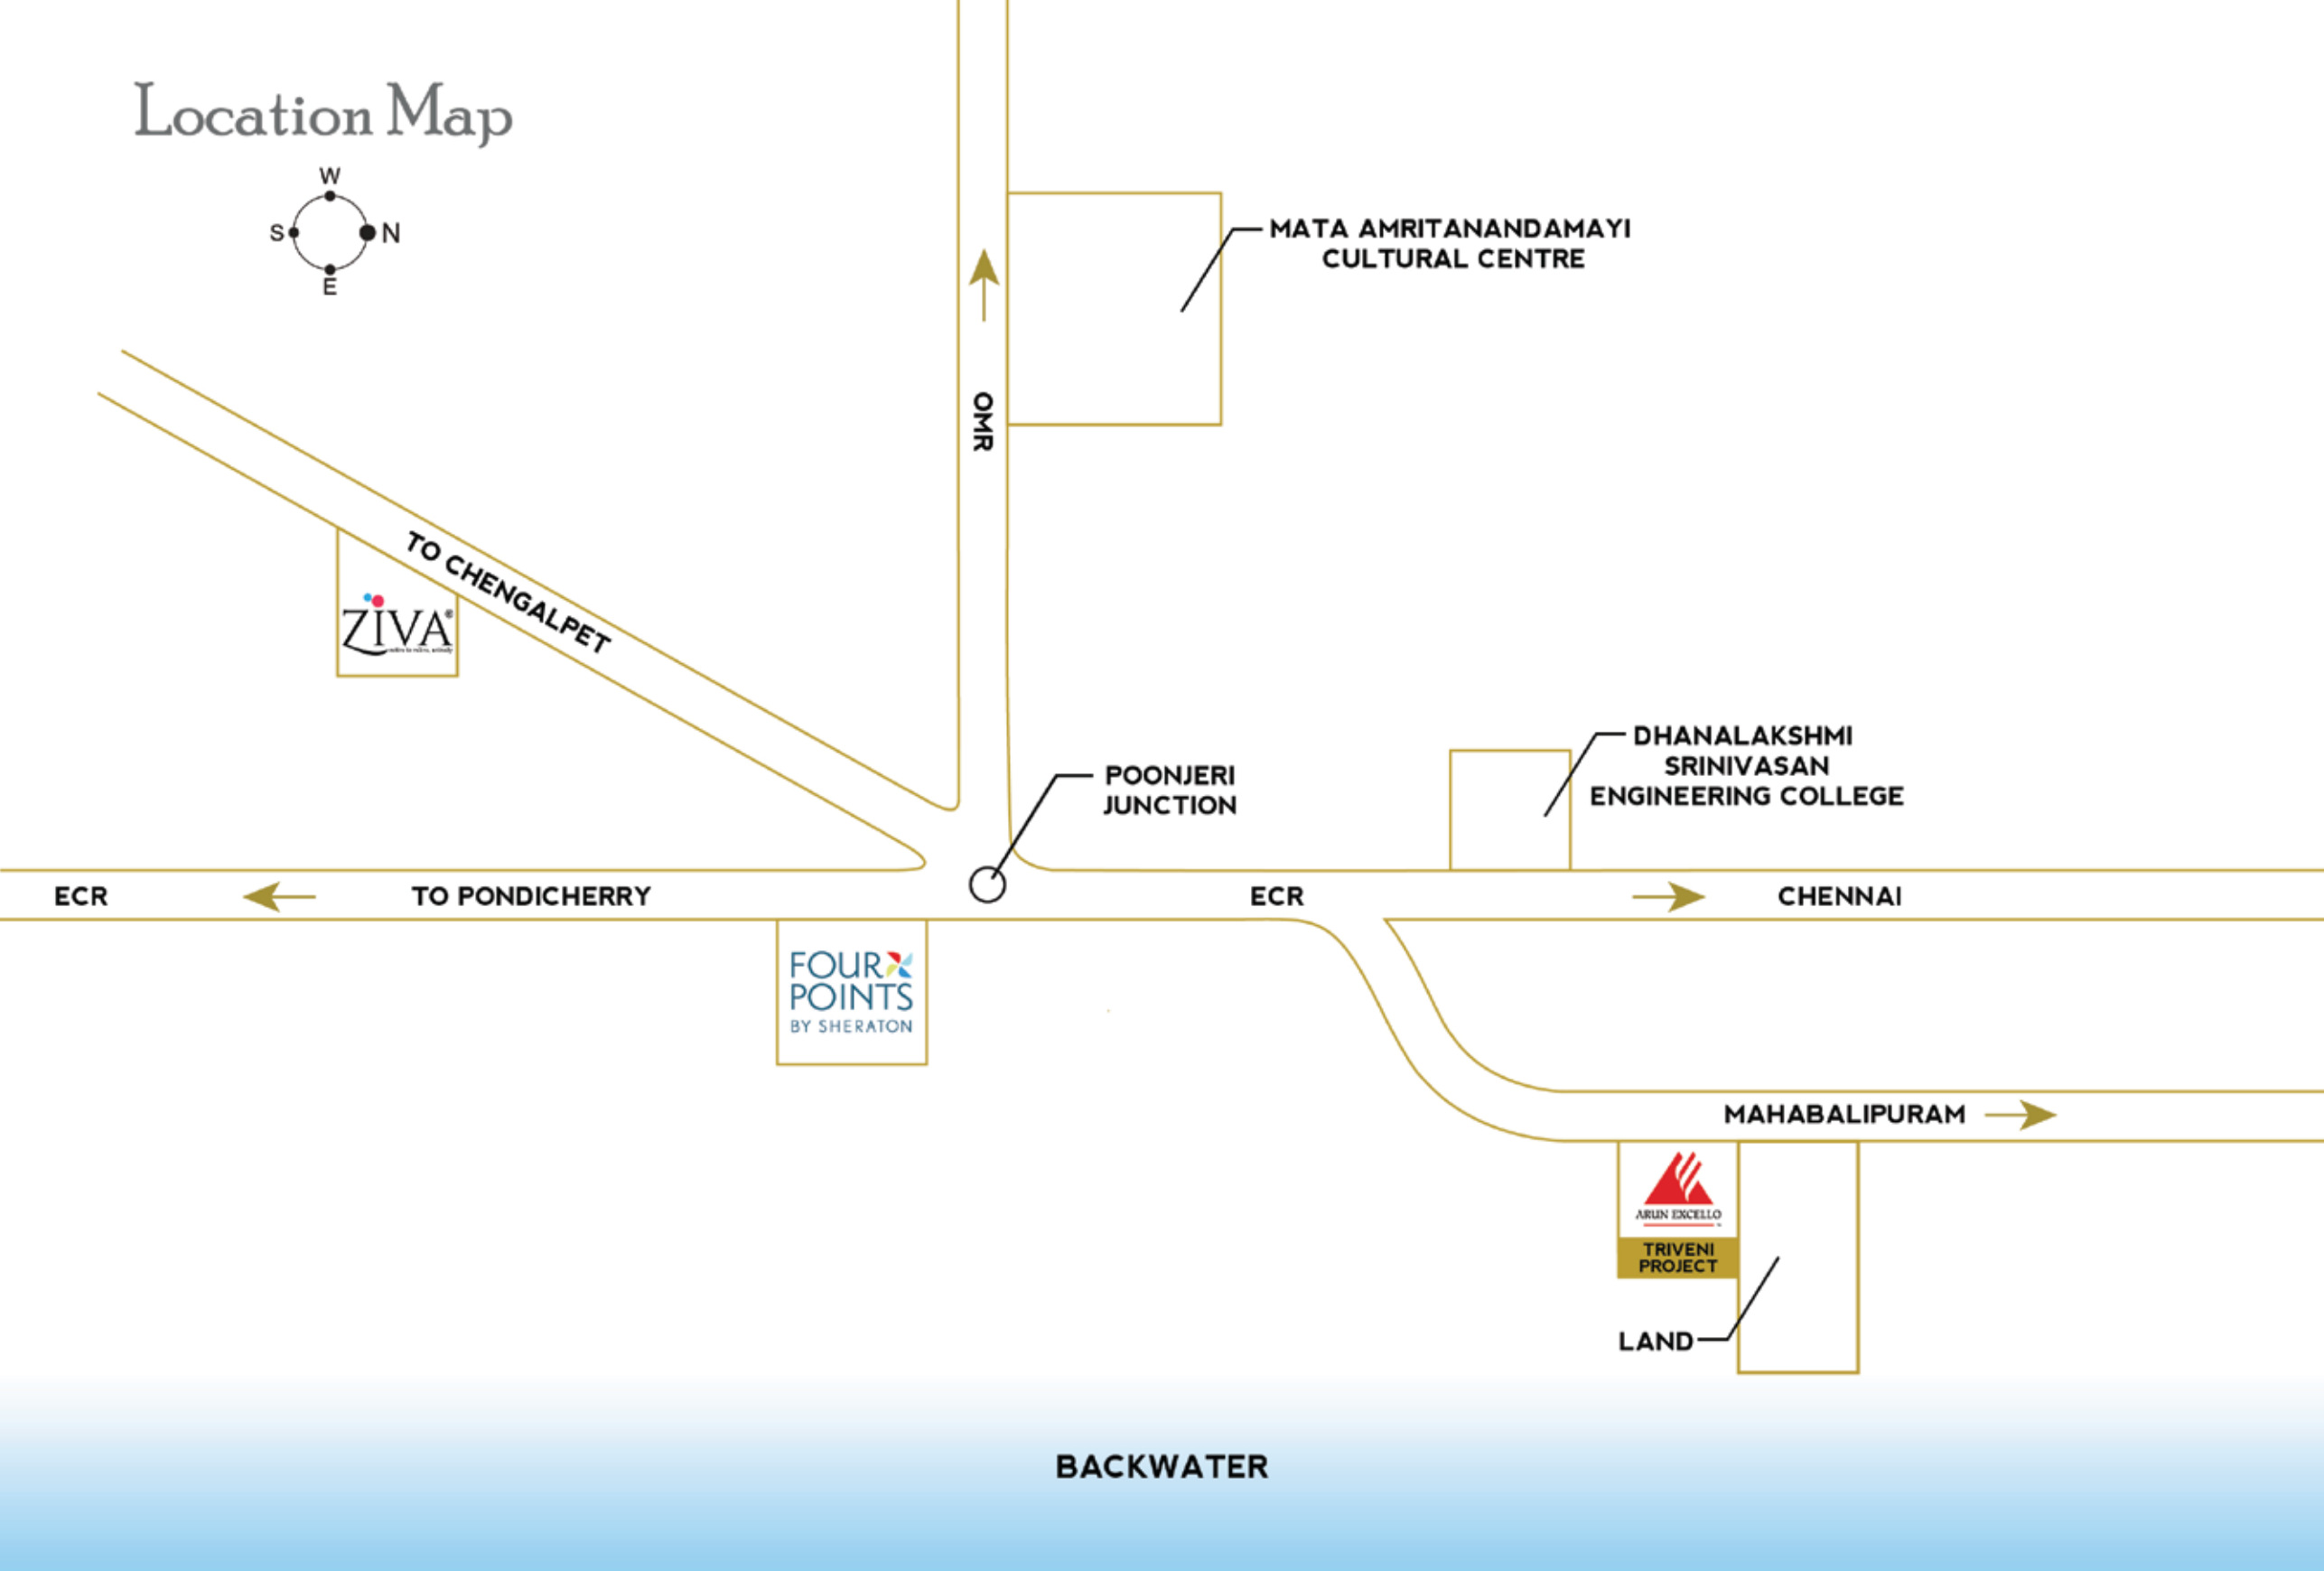 Location Map
W
S N
E
MATA AMRITANANDAMAYI
CULTURAL CENTRE
OMR
TO CHENGALPET
ZIVA®
POONJERI
JUNCTION
DHANALAKSHMI
SRINIVASAN
ENGINEERING COLLEGE
ECR
TO PONDICHERRY
ECR
CHENNAI
FOUR
POINTS
BY SHERATON
MAHABALIPURAM
ARUN EXCELLO
TRIVENI
PROJECT
LAND
BACKWATER